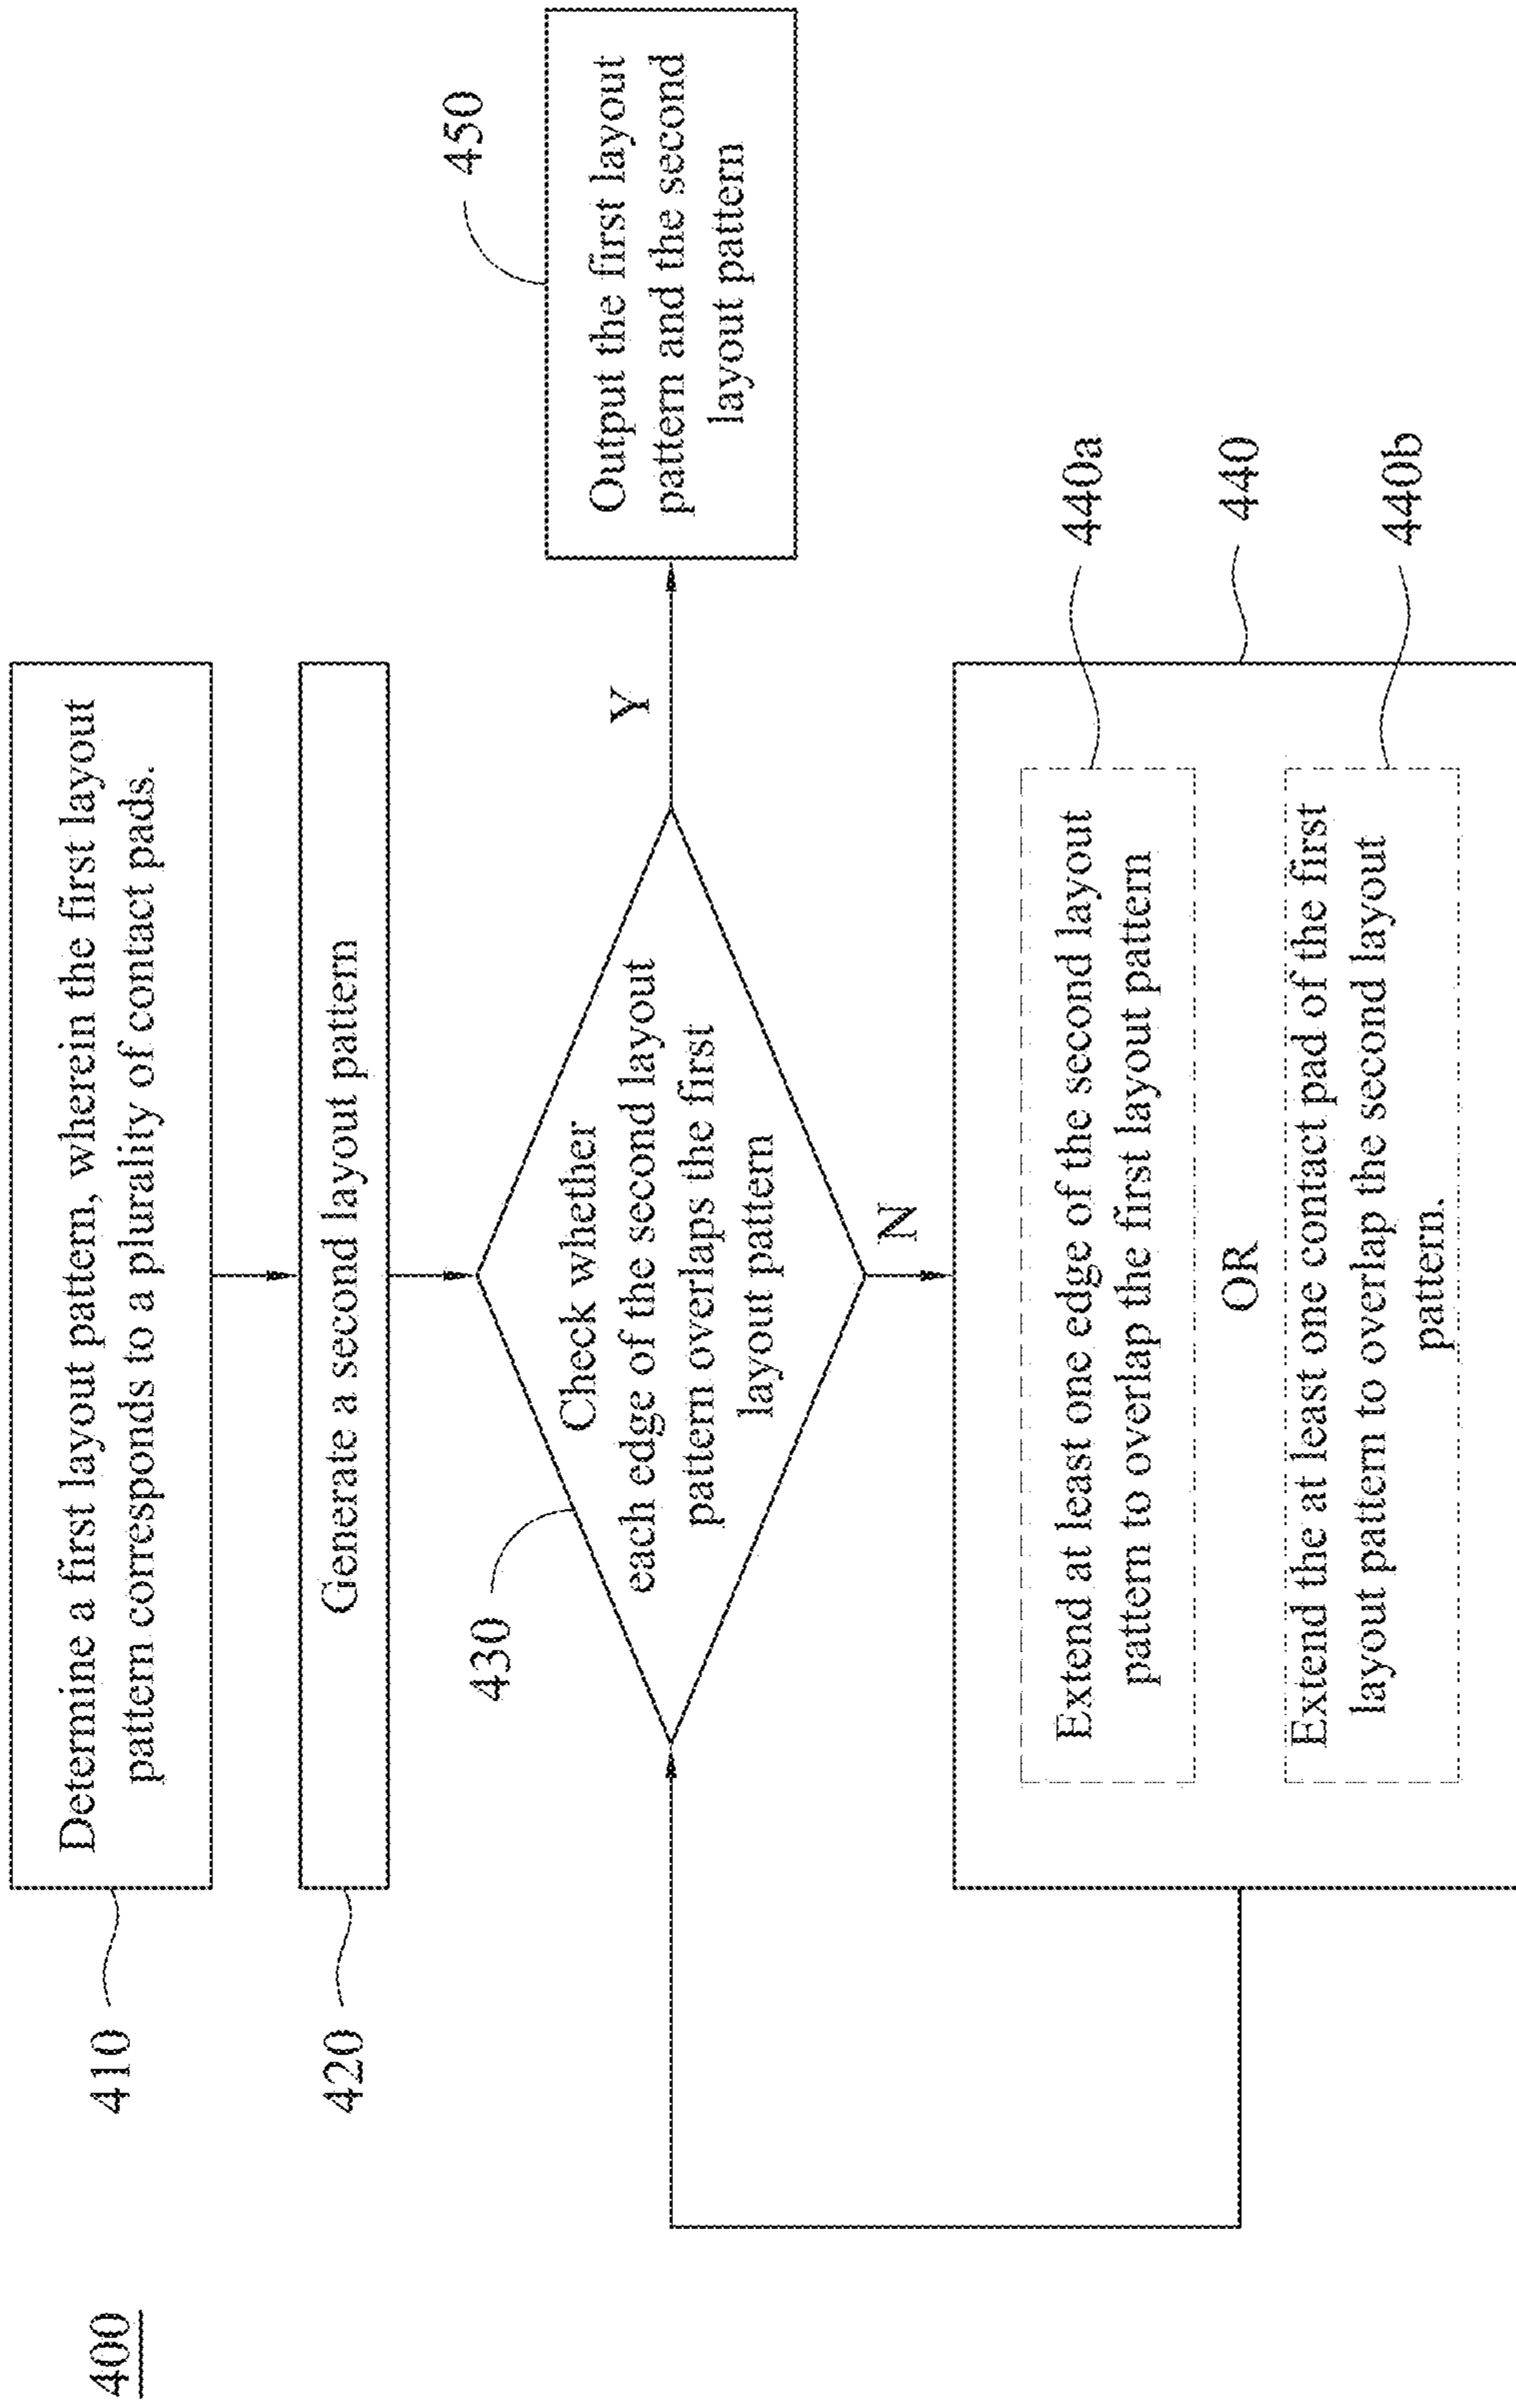 400
410
Determine a first layout pattern, wherein the first layout
pattern corresponds to a plurality of contact pads.
420
Generate a second layout pattern
430
Check whether
each edge of the second layout
pattern overlaps the first
layout pattern
Y
450
Output the first layout
pattern and the second
layout pattern
N
Extend at least one edge of the second layout
pattern to overlap the first layout pattern
440a
OR
440
Extend the at least one contact pad of the first
layout pattern to overlap the second layout
pattern.
440b